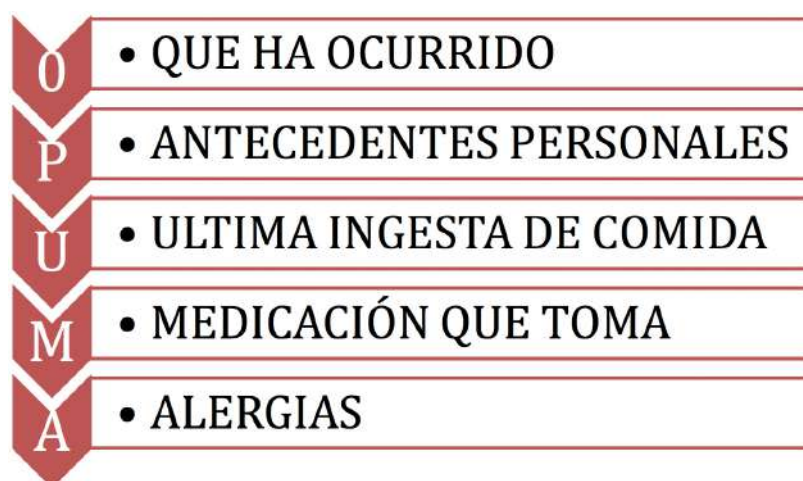 O
• QUE HA OCURRIDO
P
• ANTECEDENTES PERSONALES
U
• ULTIMA INGESTA DE COMIDA
M
• MEDICACIÓN QUE TOMA
A
• ALERGIAS